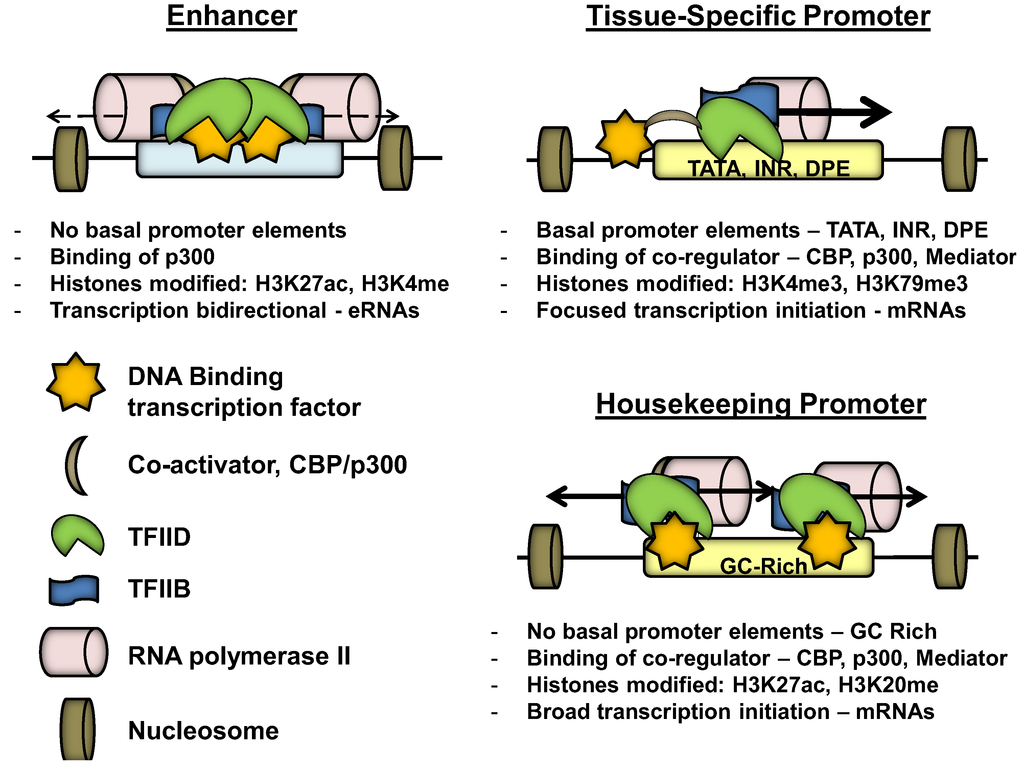 Enhancer
- No basal promoter elements
- Binding of p300
- Histones modified: H3K27ac, H3K4me
- Transcription bidirectional - eRNAs
Tissue-Specific Promoter
TATA, INR, DPE
- Basal promoter elements – TATA, INR, DPE
- Binding of co-regulator – CBP, p300, Mediator
- Histones modified: H3K4me3, H3K79me3
- Focused transcription initiation - mRNAs
DNA Binding
transcription factor
Co-activator, CBP/p300
TFIID
TFIIB
RNA polymerase II
Nucleosome
Housekeeping Promoter
GC-Rich
- No basal promoter elements – GC Rich
- Binding of co-regulator – CBP, p300, Mediator
- Histones modified: H3K27ac, H3K20me
- Broad transcription initiation – mRNAs